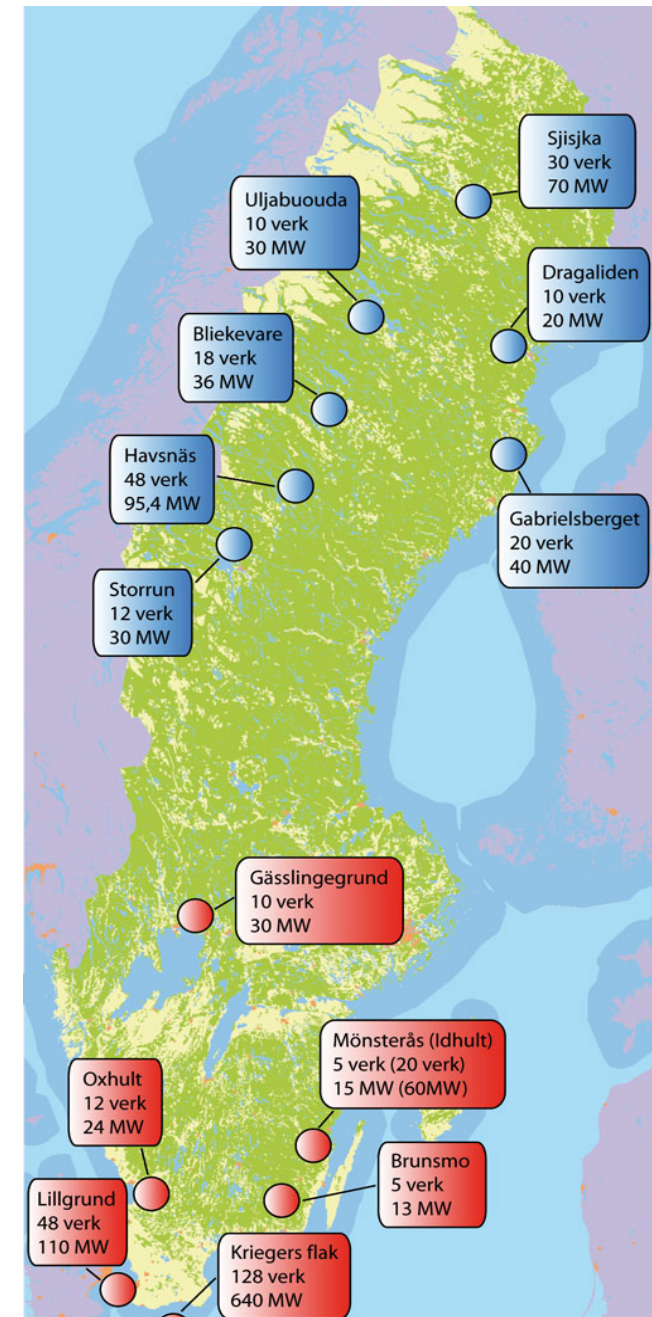 Sjisjka
30 verk
70 MW
Uljabuouda
10 verk
30 MW
Dragaliden
10 verk
20 MW
Bliekevare
18 verk
36 MW
Havsnäs
48 verk
95,4 MW
Gabrielsberget
20 verk
40 MW
Storrun
12 verk
30 MW
Gässlingegrund
10 verk
30 MW
Mönsterås (Idhult)
5 verk (20 verk)
15 MW (60MW)
Oxhult
12 verk
24 MW
Brunsmo
5 verk
13 MW
Lillgrund
48 verk
110 MW
Kriegers flak
128 verk
640 MW